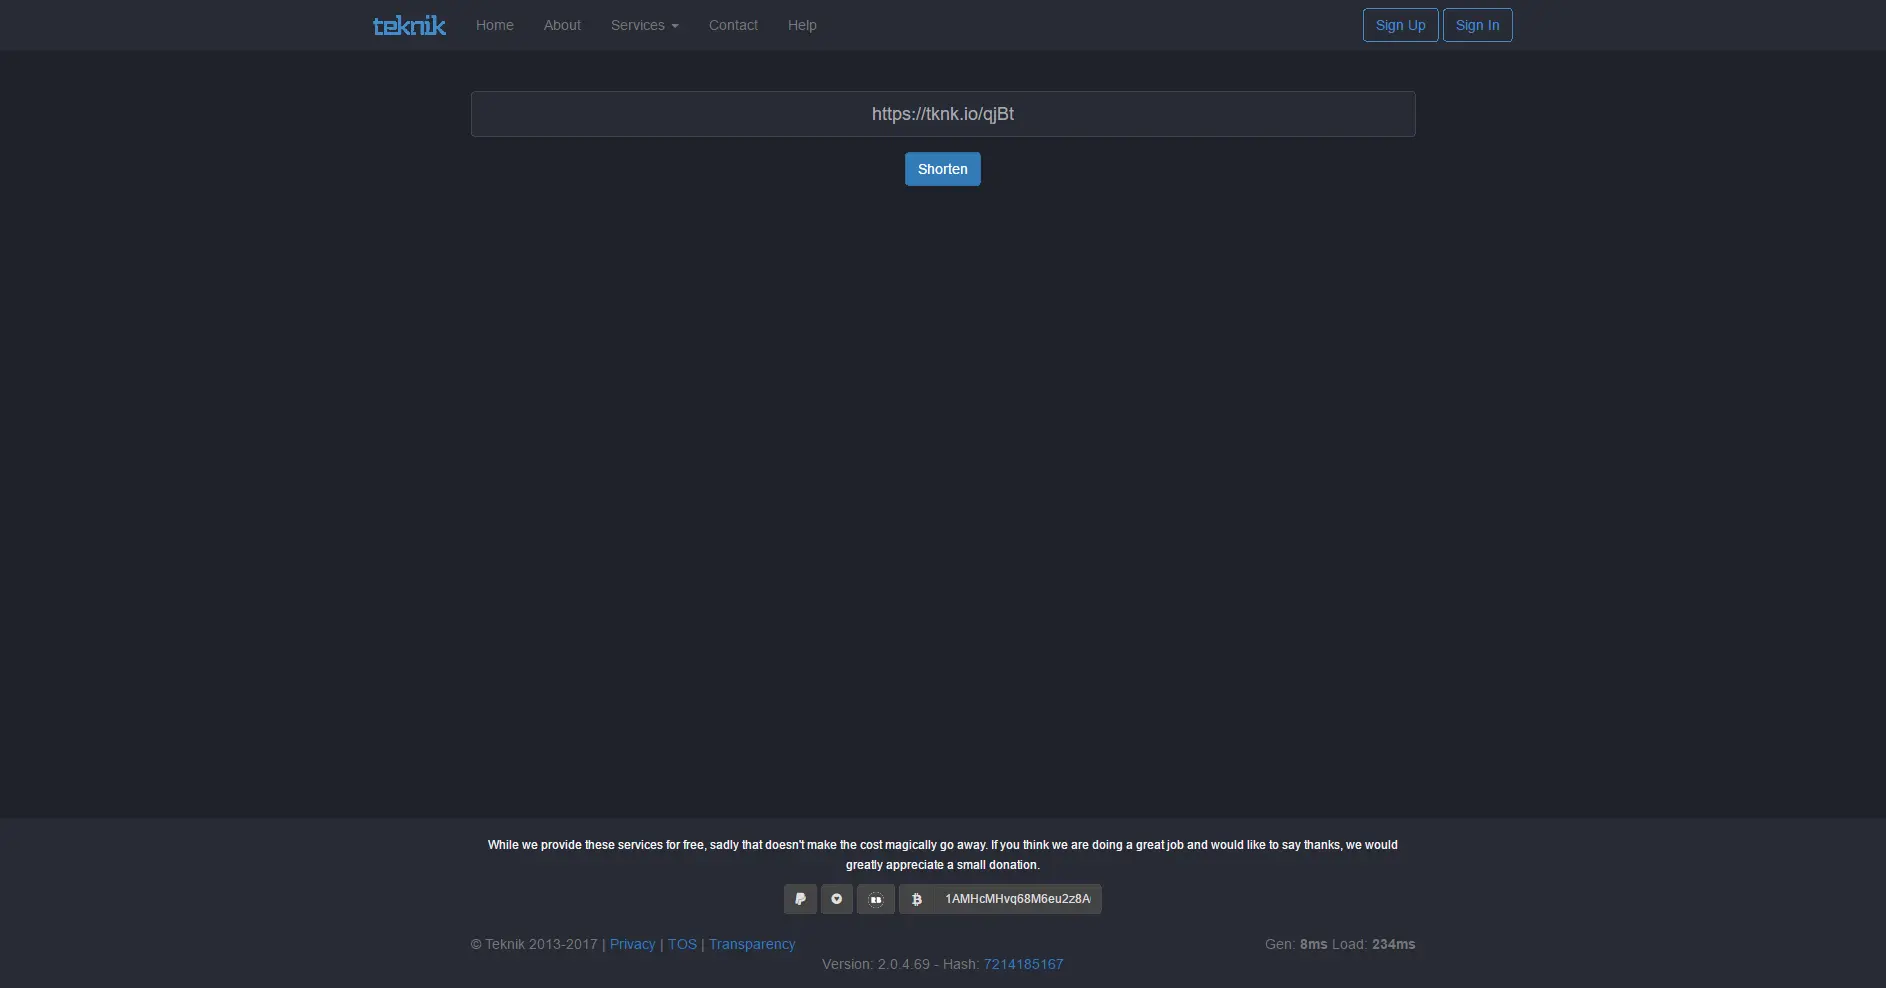 teknik Home About Services Contact Help Sign Up Sign In
https://tknk.io/qjBt
Shorten
While we provide these services for free, sadly that doesn't make the cost magically go away. If you think we are doing a great job and would like to say thanks, we would
greatly appreciate a small donation.
1AMHcMHvq68M6eu2z8A
© Teknik 2013-2017 | Privacy | TOS | Transparency Gen: 8ms Load: 234ms
Version: 2.0.4.69 - Hash: 7214185167